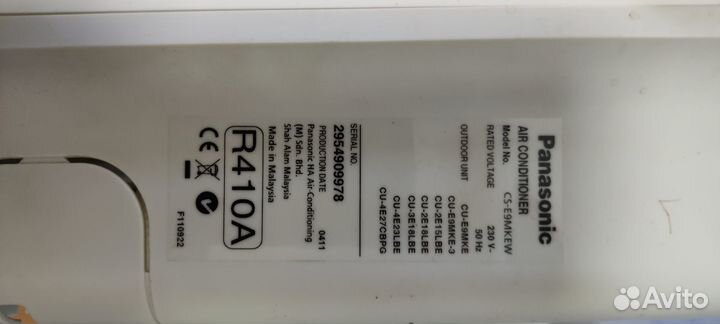 Panasonic
AIR CONDITIONER
Model No. CS-E9MKEW
RATED VOLTAGE 230 V~
50 Hz
OUTDOOR UNIT CU-E9MKE
CU-E9MKE-3
CU-2E15LBE
CU-2E18LBE
CU-3E18LBE
CU-4E23LBE
CU-4E27CBPG
SERIAL NO.
2954909978
PRODUCTION DATE 0411
Panasonic HA Air Conditioning
(M) Sdn. Bhd.
Shah Alam Malaysia
Made in Malaysia
R410A
CE
F110922
Avito